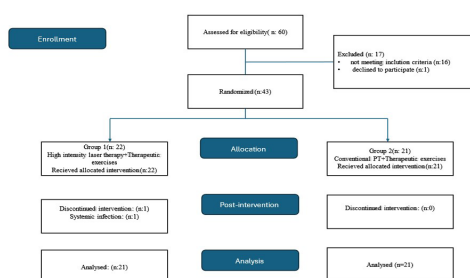 Enrollment
Assessed for eligibility( n: 60)
Excluded (n: 17)
• not meeting inclution criteria (n:16)
• declined to participate (n:1)
Randomized (n:43)
Group 1(n: 22)
High intensity laser therapy+Therapeutic
exercises
Recieved allocated intervention(n:22)
Allocation
Group 2(n: 21)
Conventional PT+Therapeutic exercises
Recieved allocated intervention(n:21)
Discontinued intervention: (n:1)
Systemic infection: (n:1)
Post-intervention
Discontinued intervention: (n:0)
Analysed: (n:21)
Analysis
Analysed (n=21)